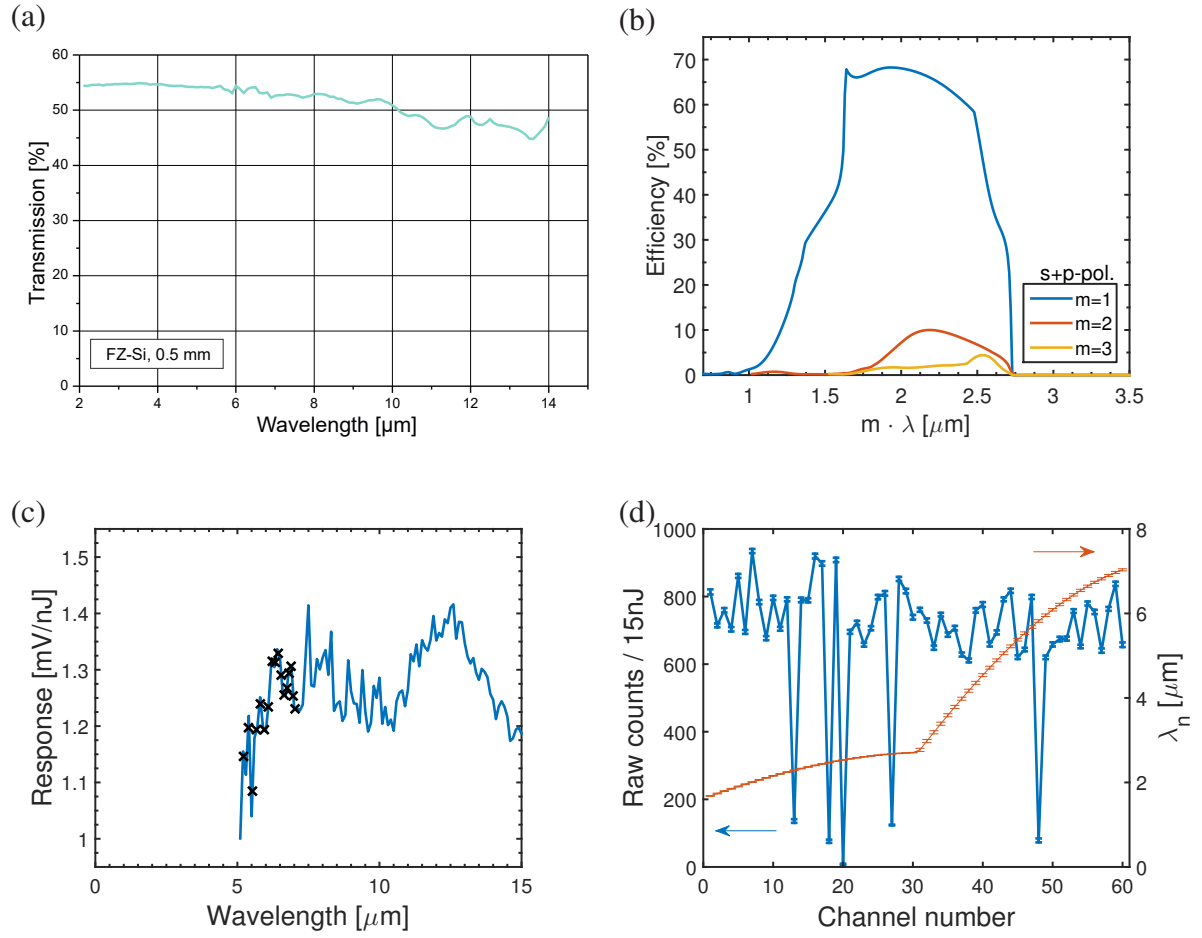 (a)
60
50
40
30
20
10
0
Transmission [%]
FZ-Si, 0.5 mm
2 4 6 8 10 12 14
Wavelength [µm]
(b)
70
60
50
40
30
20
10
0
Efficiency [%]
s+p-pol.
m=1
m=2
m=3
1 1.5 2 2.5 3 3.5
m · λ [μm]
(c)
1.5
1.4
1.3
1.2
1.1
1
Response [mV/nJ]
0 5 10 15
Wavelength [μm]
(d)
1000
800
600
400
200
0
Raw counts / 15nJ
8
6
4
2
0
λn [μm]
0 10 20 30 40 50 60
Channel number